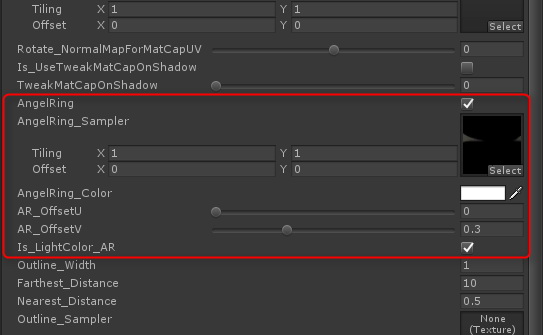 Tiling X 1 Y 1
Offset X 0 Y 0 Select
Rotate_NormalMapForMatCapUV 0
Is_UseTweakMatCapOnShadow
TweakMatCapOnShadow 0
AngelRing
AngelRing_Sampler
Tiling X 1 Y 1
Offset X 0 Y 0 Select
AngelRing_Color
AR_OffsetU 0
AR_OffsetV 0.3
Is_LightColor_AR
Outline_Width 1
Farthest_Distance 10
Nearest_Distance 0.5
Outline_Sampler None
(Texture)